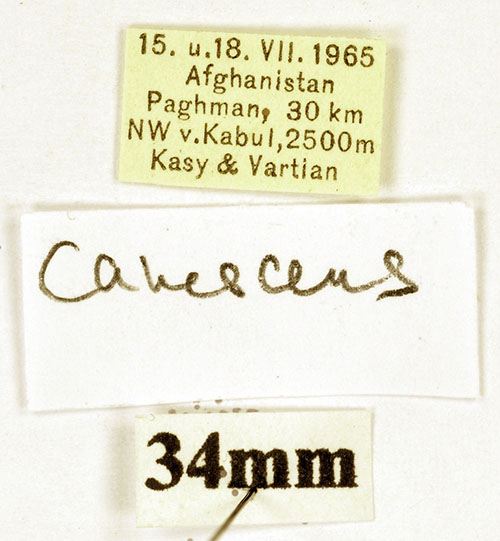 15. u.18. VII. 1965
Afghanistan
Paghman, 30 km
NW v.Kabul,2500m
Kasy & Vartian
Canescens
34mm